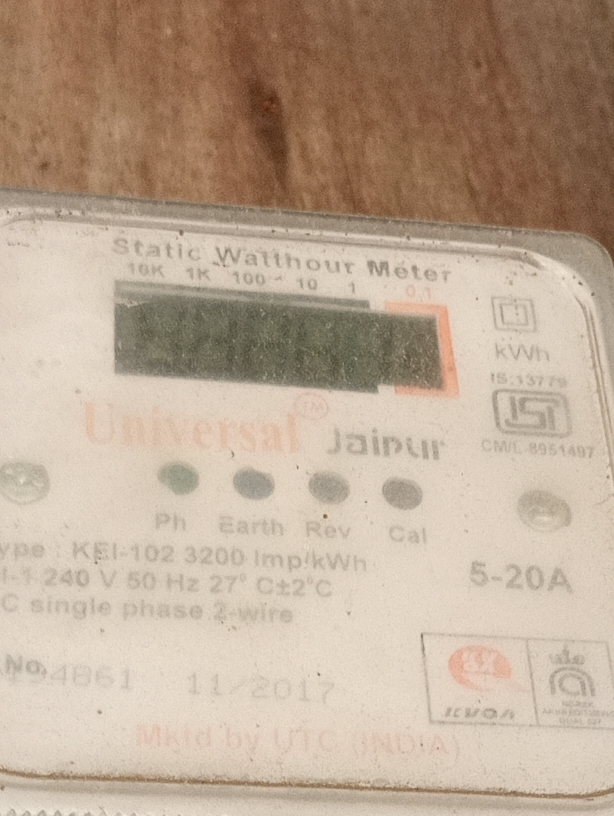 Static Watthour Meter
10K 1K 100 10 1 0.1
kWh
IS:13779
ISI
CM/L-8951497
Universal TM Jaipur
Ph Earth Rev Cal
KEI-102 3200 Imp/kWh
240 V 50 Hz 27° C±2°C
5-20A
C single phase 2-wire
No.
4861 11/2017
Mktd by UTC (INDIA)